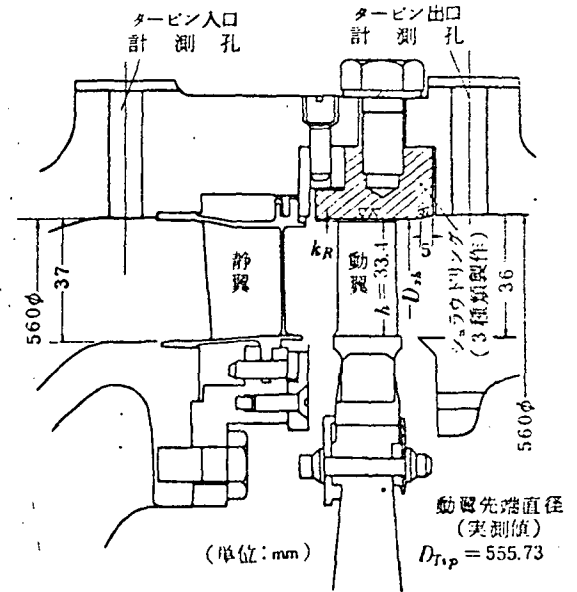 タービン入口
計 測 孔
タービン出口
計 測 孔
静翼
動翼
h=33.4
k_R
D_sh
5
シュラウドリング
(3種類製作)
560φ
37
36
560φ
動翼先端直径
(実測値)
D_Tip=555.73
(単位:mm)